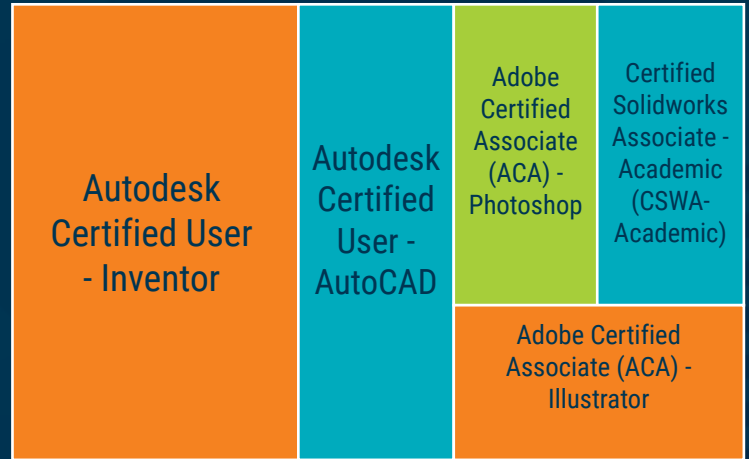 Autodesk
Certified User
- Inventor
Autodesk
Certified
User -
AutoCAD
Adobe
Certified
Associate
(ACA) -
Photoshop
Certified
Solidworks
Associate -
Academic
(CSWA-
Academic)
Adobe Certified
Associate (ACA) -
Illustrator